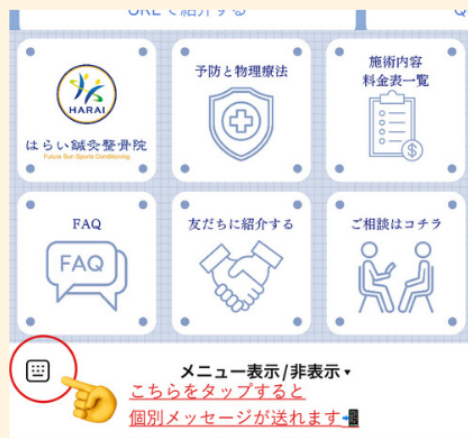 URLで紹介する
Q
HARAI
はらい鍼灸整骨院
Future Sun Sports Conditioning
予防と物理療法
施術内容
料金表一覧
FAQ
FAQ
友だちに紹介する
ご相談はコチラ
メニュー表示/非表示▼
こちらをタップすると
個別メッセージが送れます📲